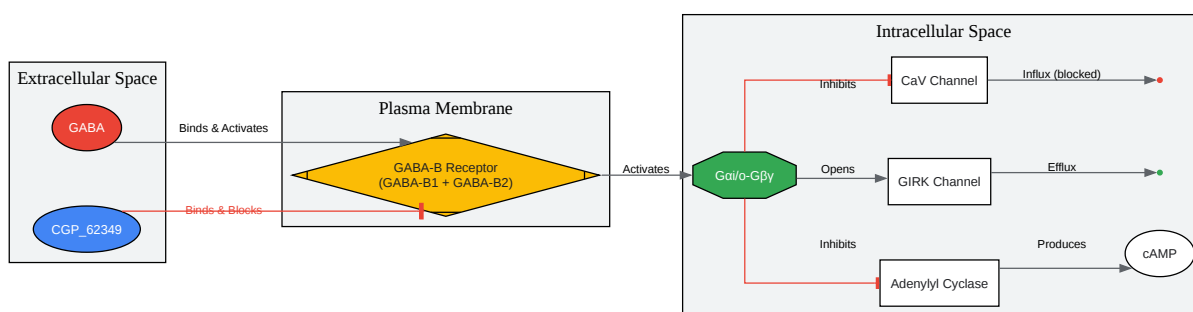 Extracellular Space
GABA
CGP_62349
Binds & Activates
Binds & Blocks
Plasma Membrane
GABA-B Receptor
(GABA-B1 + GABA-B2)
Activates
Intracellular Space
Gαi/o-Gβγ
Inhibits
CaV Channel
Influx (blocked)
Opens
GIRK Channel
Efflux
Inhibits
Adenylyl Cyclase
Produces
cAMP